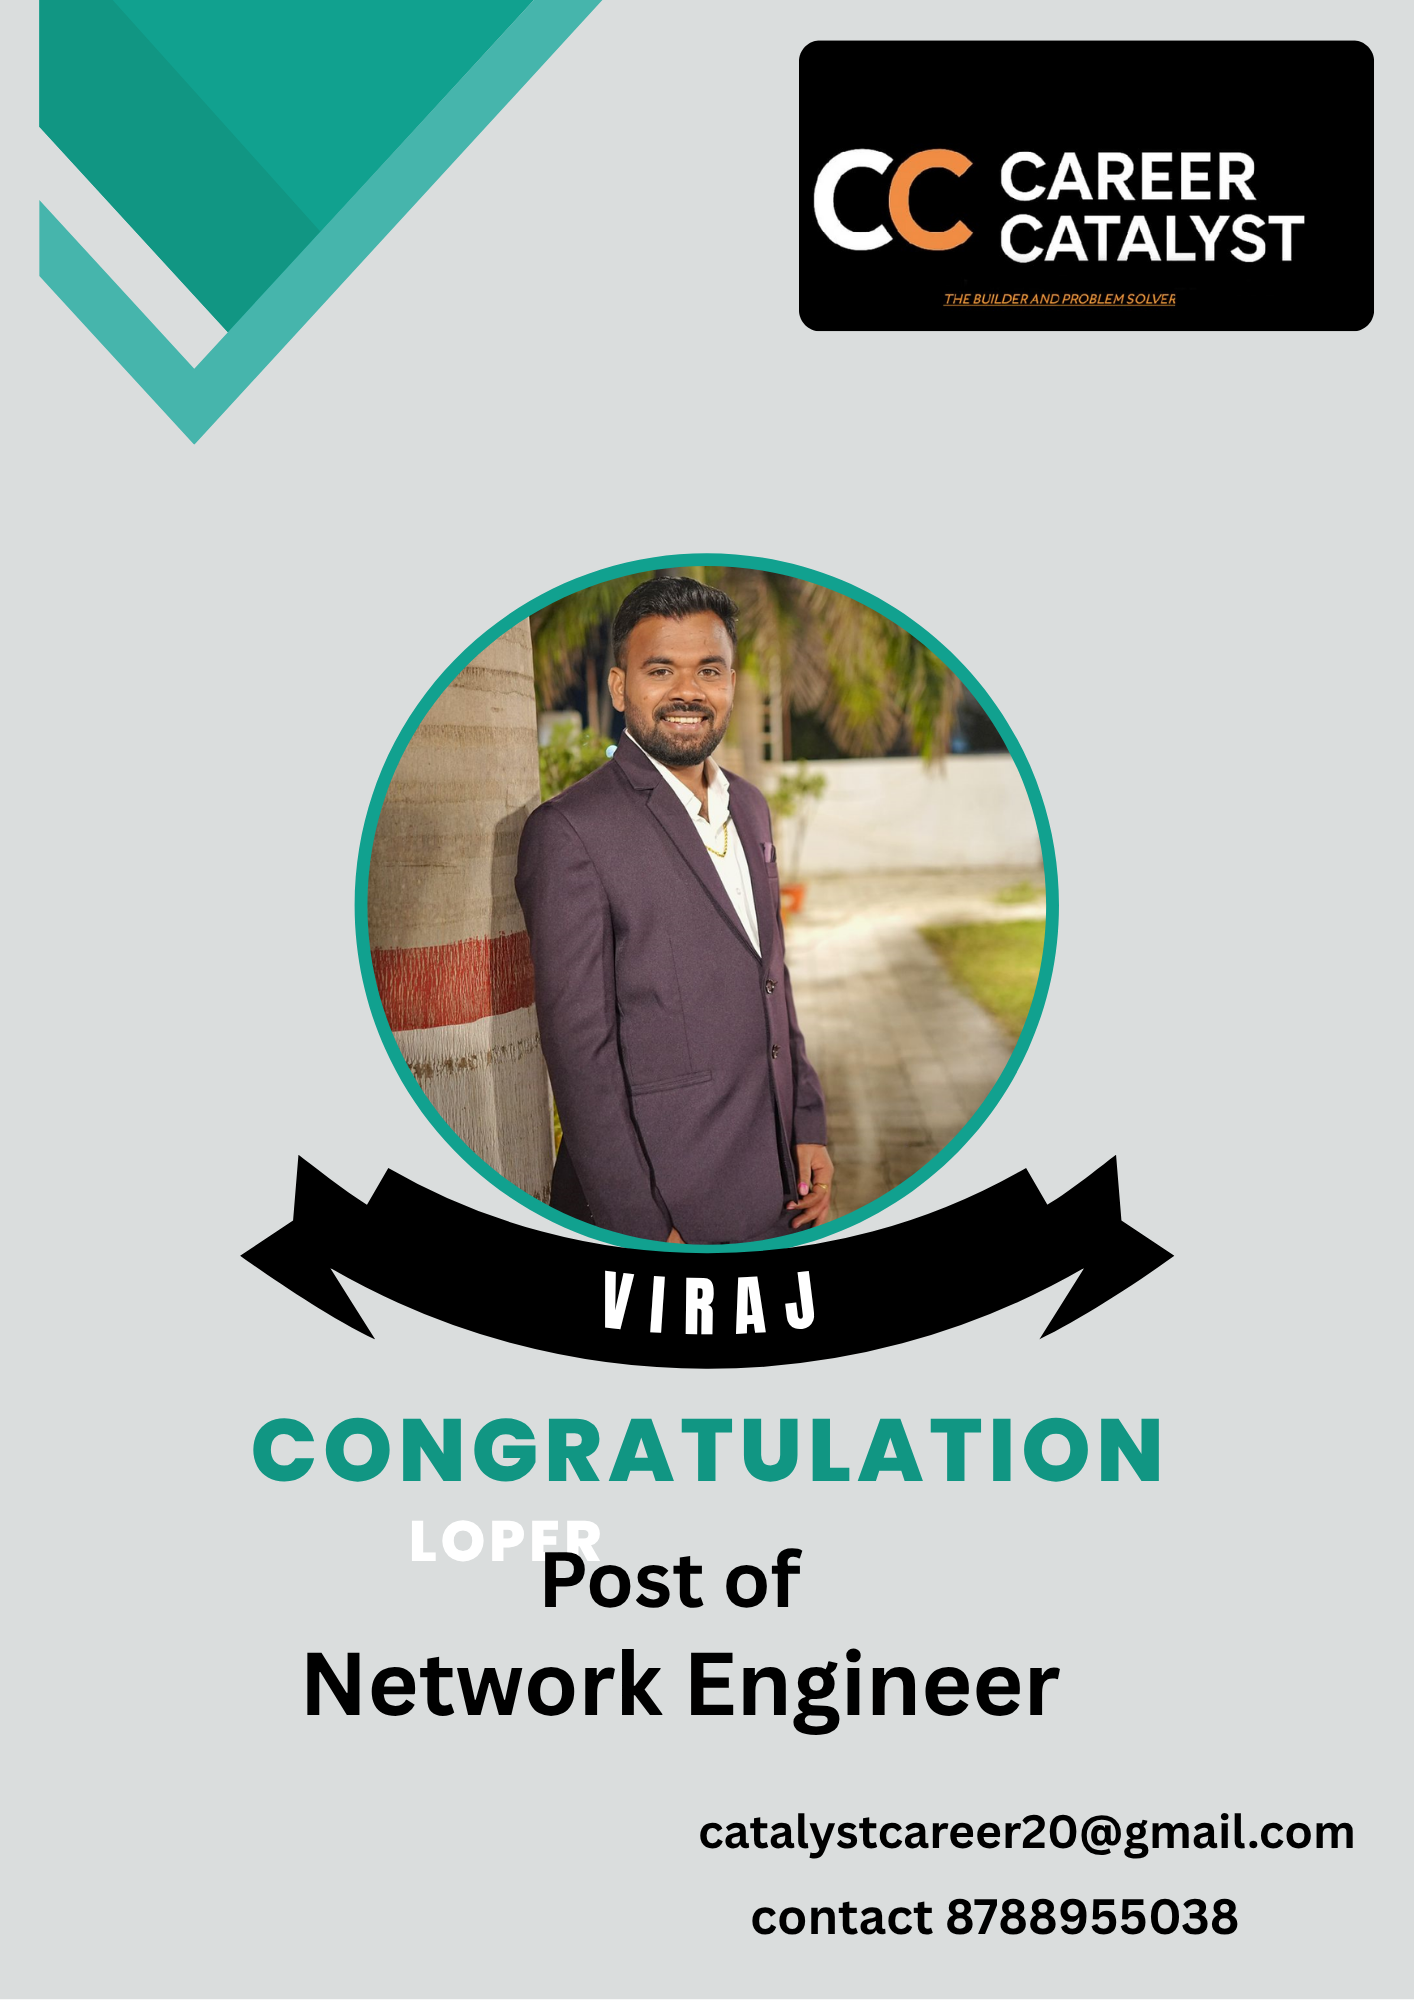 CC CAREER
CATALYST
THE BUILDER AND PROBLEM SOLVER
VIRAJ
CONGRATULATION
LOPER
Post of
Network Engineer
catalystcareer20@gmail.com
contact 8788955038